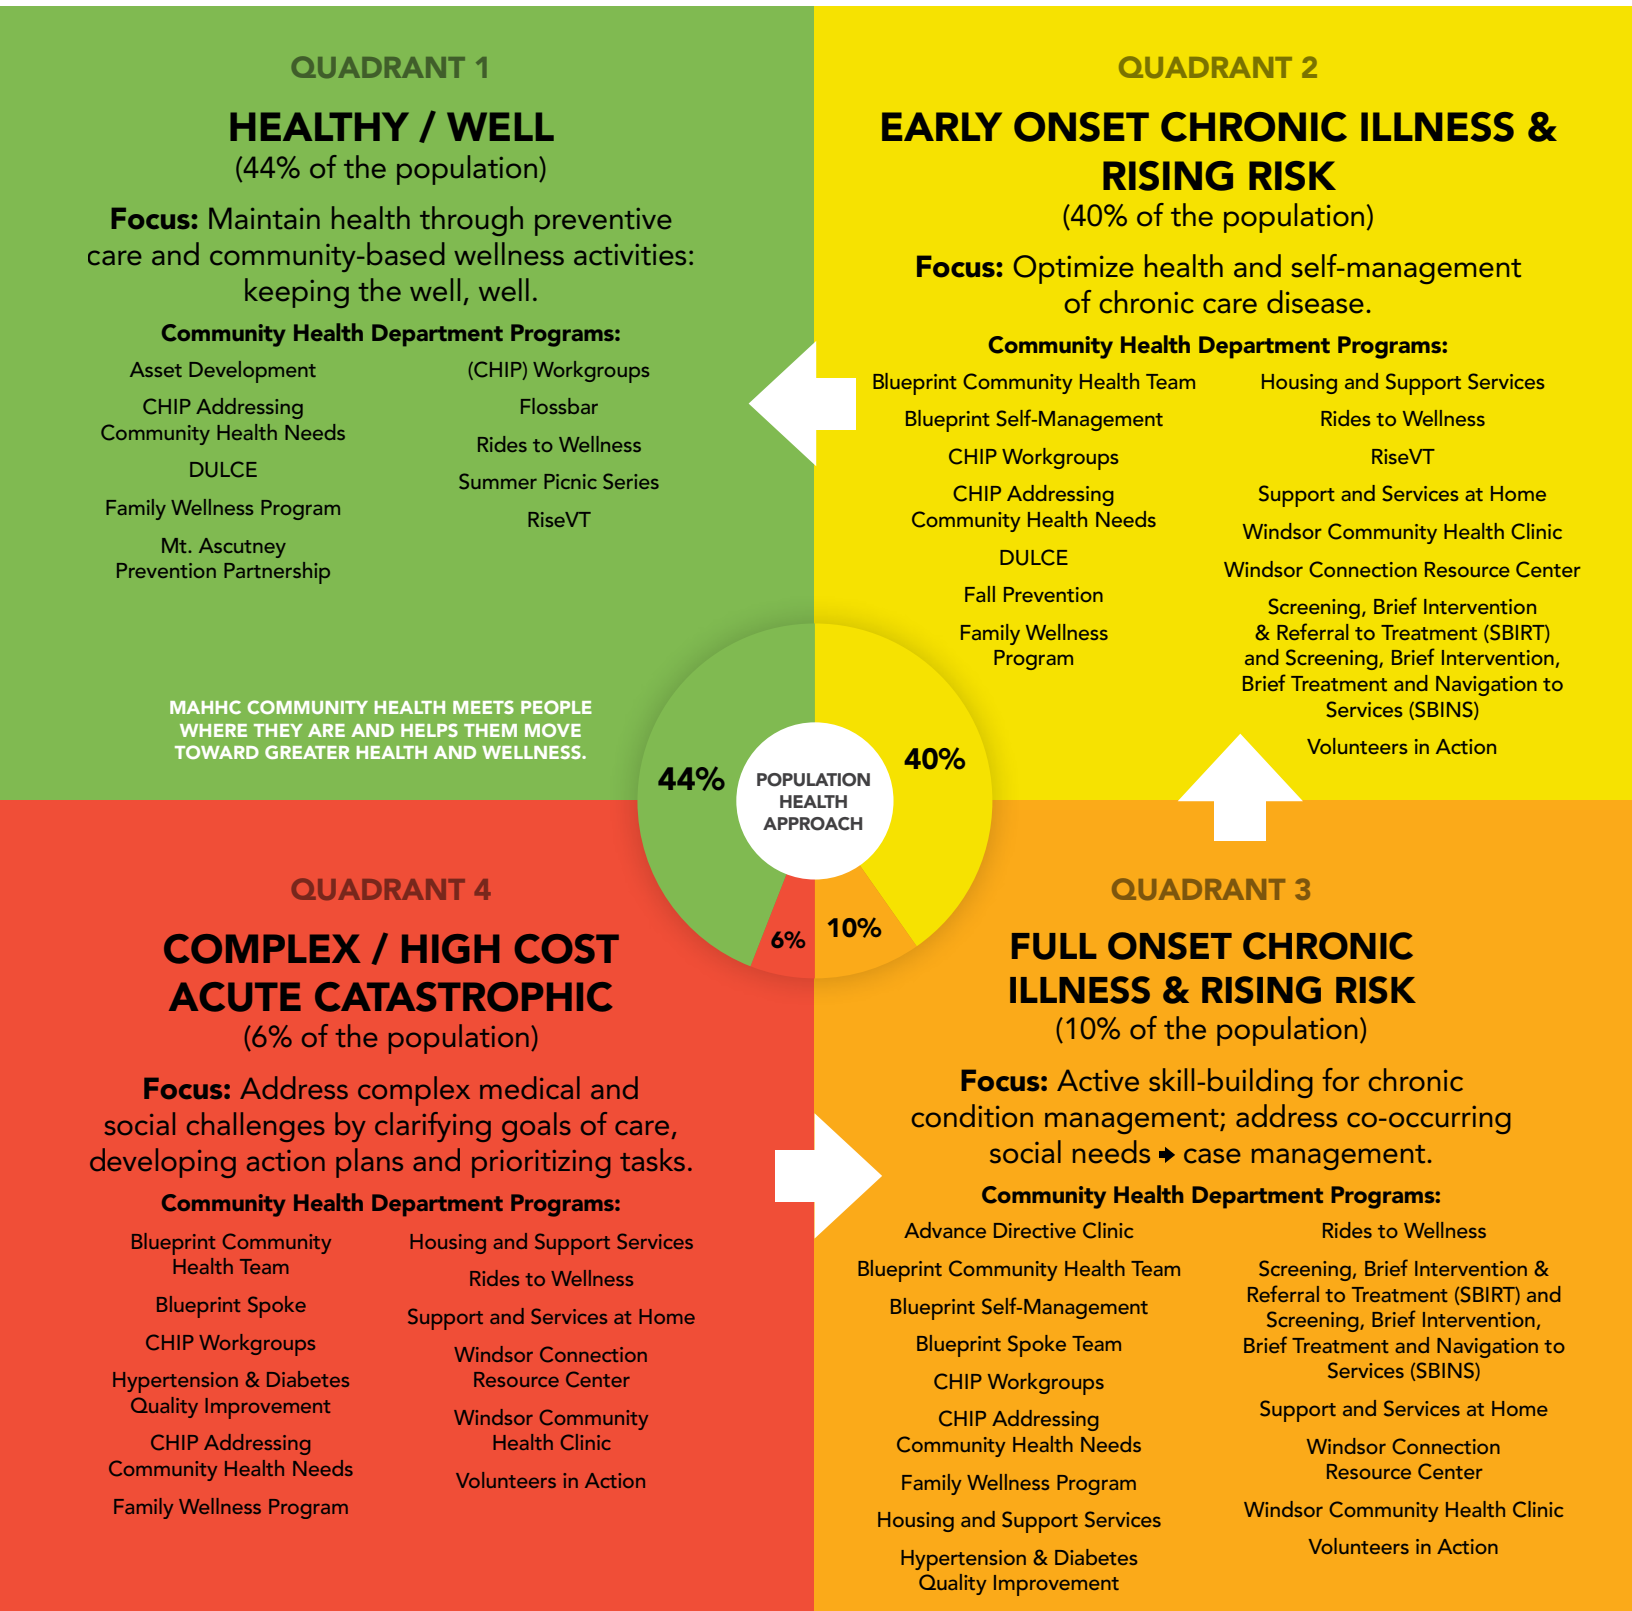 QUADRANT 1
HEALTHY / WELL
(44% of the population)
Focus: Maintain health through preventive
care and community-based wellness activities:
keeping the well, well.
Community Health Department Programs:
Asset Development
CHIP Addressing
Community Health Needs
DULCE
Family Wellness Program
Mt. Ascutney
Prevention Partnership
(CHIP) Workgroups
Flossbar
Rides to Wellness
Summer Picnic Series
RiseVT
MAHHC COMMUNITY HEALTH MEETS PEOPLE
WHERE THEY ARE AND HELPS THEM MOVE
TOWARD GREATER HEALTH AND WELLNESS.
QUADRANT 2
EARLY ONSET CHRONIC ILLNESS &
RISING RISK
(40% of the population)
Focus: Optimize health and self-management
of chronic care disease.
Community Health Department Programs:
Blueprint Community Health Team
Blueprint Self-Management
CHIP Workgroups
CHIP Addressing
Community Health Needs
DULCE
Fall Prevention
Family Wellness
Program
Housing and Support Services
Rides to Wellness
RiseVT
Support and Services at Home
Windsor Community Health Clinic
Windsor Connection Resource Center
Screening, Brief Intervention
& Referral to Treatment (SBIRT)
and Screening, Brief Intervention,
Brief Treatment and Navigation to
Services (SBINS)
Volunteers in Action
44%
POPULATION
HEALTH
APPROACH
40%
6%
10%
QUADRANT 4
COMPLEX / HIGH COST
ACUTE CATASTROPHIC
(6% of the population)
Focus: Address complex medical and
social challenges by clarifying goals of care,
developing action plans and prioritizing tasks.
Community Health Department Programs:
Blueprint Community
Health Team
Blueprint Spoke
CHIP Workgroups
Hypertension & Diabetes
Quality Improvement
CHIP Addressing
Community Health Needs
Family Wellness Program
Housing and Support Services
Rides to Wellness
Support and Services at Home
Windsor Connection
Resource Center
Windsor Community
Health Clinic
Volunteers in Action
QUADRANT 3
FULL ONSET CHRONIC
ILLNESS & RISING RISK
(10% of the population)
Focus: Active skill-building for chronic
condition management; address co-occurring
social needs → case management.
Community Health Department Programs:
Advance Directive Clinic
Blueprint Community Health Team
Blueprint Self-Management
Blueprint Spoke Team
CHIP Workgroups
CHIP Addressing
Community Health Needs
Family Wellness Program
Housing and Support Services
Hypertension & Diabetes
Quality Improvement
Rides to Wellness
Screening, Brief Intervention &
Referral to Treatment (SBIRT) and
Screening, Brief Intervention,
Brief Treatment and Navigation to
Services (SBINS)
Support and Services at Home
Windsor Connection
Resource Center
Windsor Community Health Clinic
Volunteers in Action